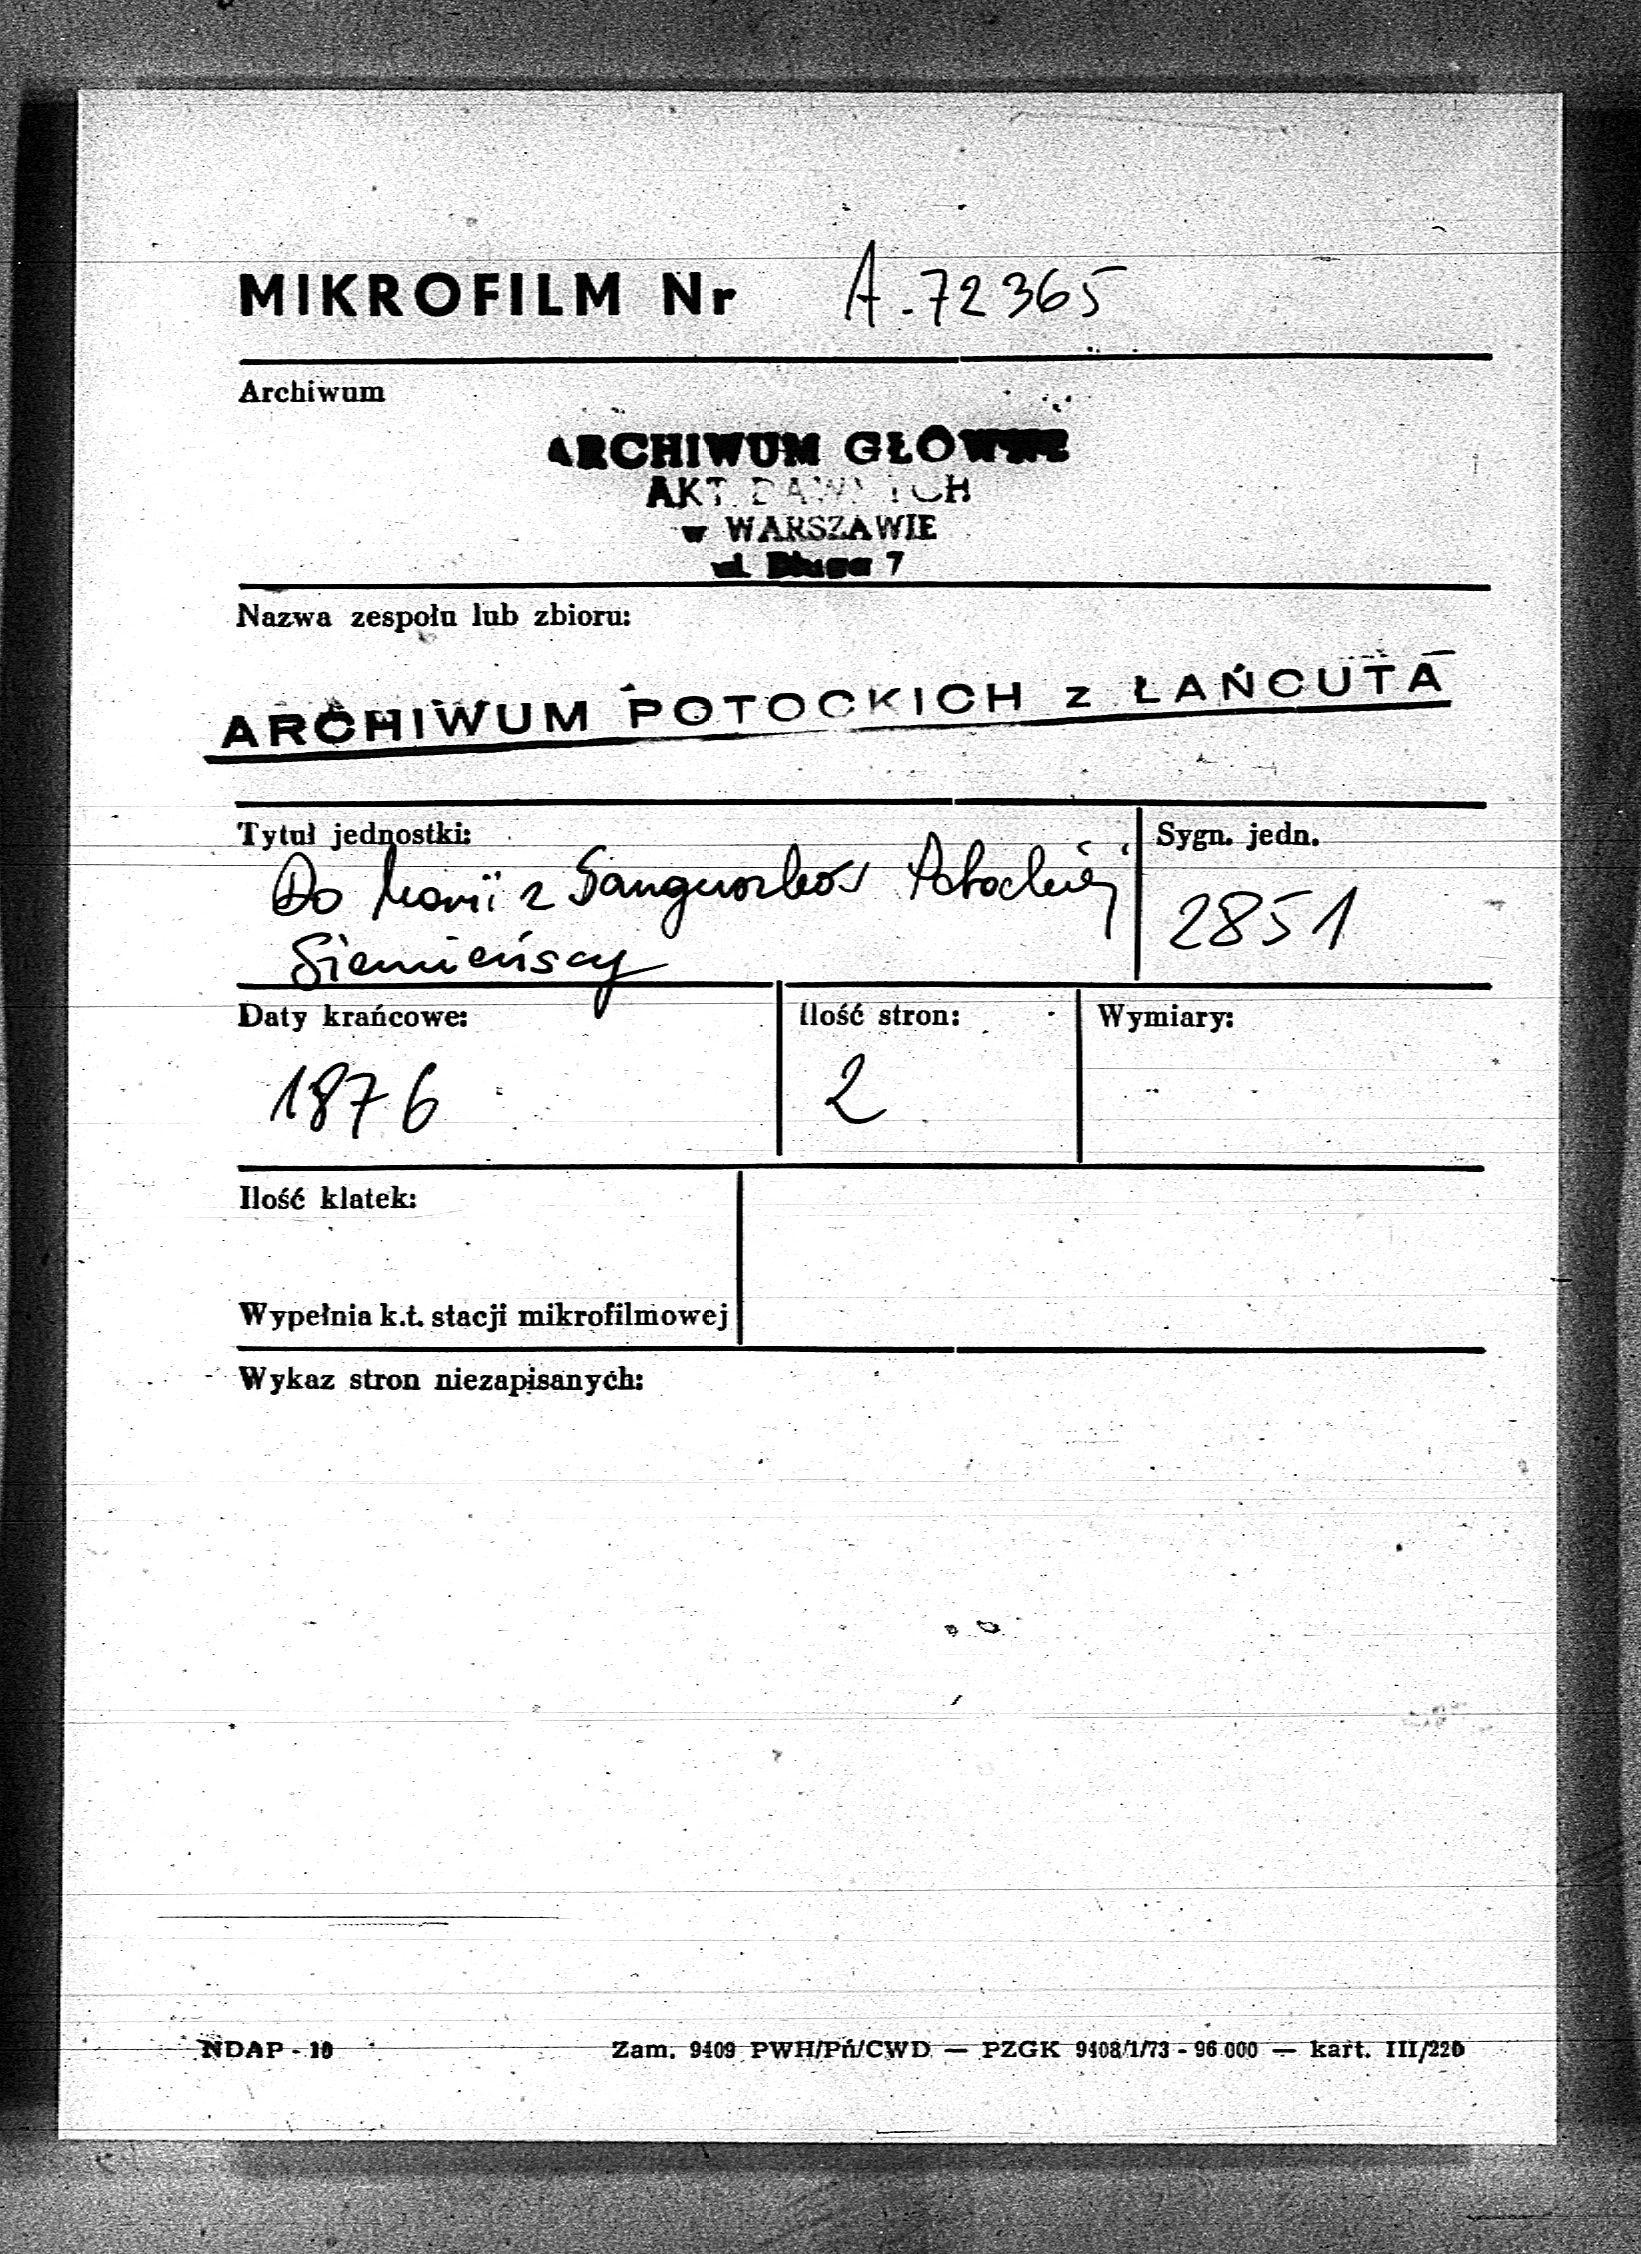 MIKROFILM Nr A.72365
Archiwum
ARCHIWUM GŁÓWNE
AKT DAWNYCH
w WARSZAWIE
ul. Długa 7
Nazwa zespołu lub zbioru:
ARCHIWUM POTOCKICH z ŁAŃCUTA
Tytuł jednostki: Sygn. jedn.
Do Marii z Sanguszków Potockiej 2851
Siemieńscy
Daty krańcowe: Ilość stron: Wymiary:
1876 2
Ilość klatek:
Wypełnia k.t. stacji mikrofilmowej
Wykaz stron niezapisanych:
NDAP - 10 Zam. 9409 PWH/Pń/CWD — PZGK 9408/1/73 - 96.000 — kart. III/220